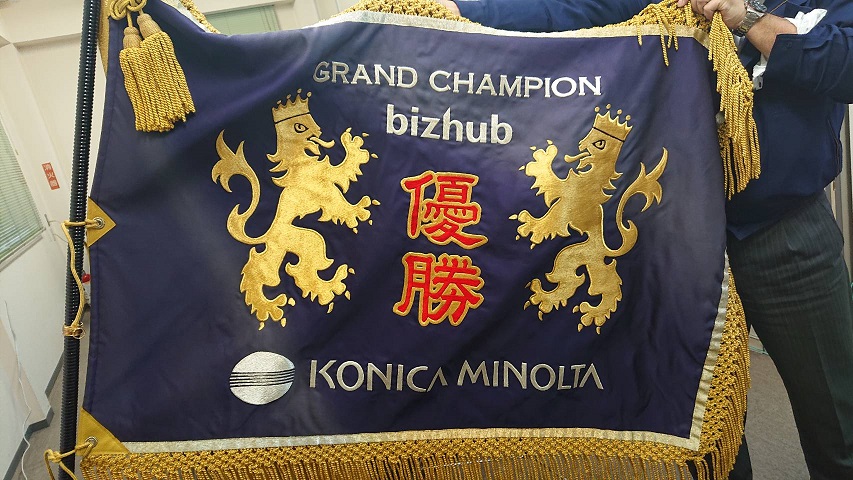 GRAND CHAMPION
bizhub
優
勝
KONICA MINOLTA